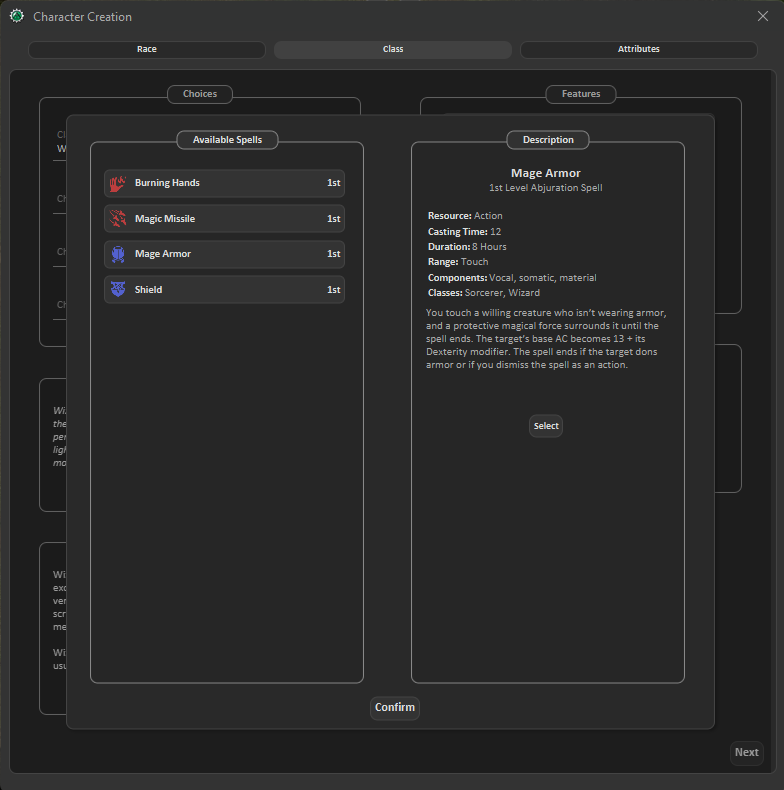 Character Creation
Race
Class
Attributes
Choices
Features
Available Spells
Burning Hands 1st
Magic Missile 1st
Mage Armor 1st
Shield 1st
Description
Mage Armor
1st Level Abjuration Spell
Resource: Action
Casting Time: 12
Duration: 8 Hours
Range: Touch
Components: Vocal, somatic, material
Classes: Sorcerer, Wizard
You touch a willing creature who isn't wearing armor,
and a protective magical force surrounds it until the
spell ends. The target's base AC becomes 13 + its
Dexterity modifier. The spell ends if the target dons
armor or if you dismiss the spell as an action.
Select
Confirm
Next